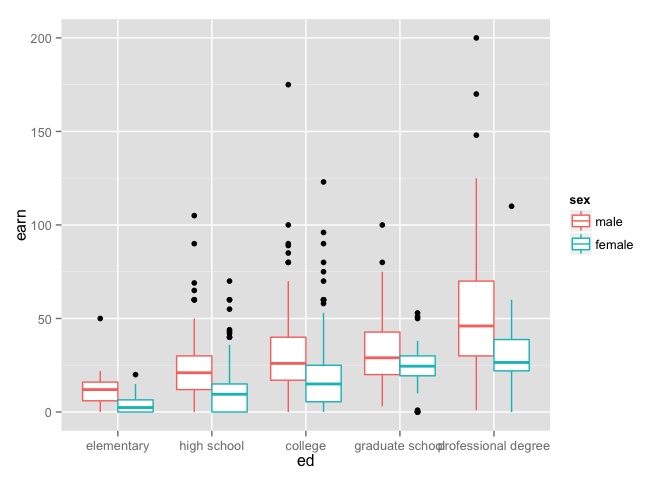 200
150
100
50
0
earn
elementary high school college graduate school professional degree
ed
sex
male
female